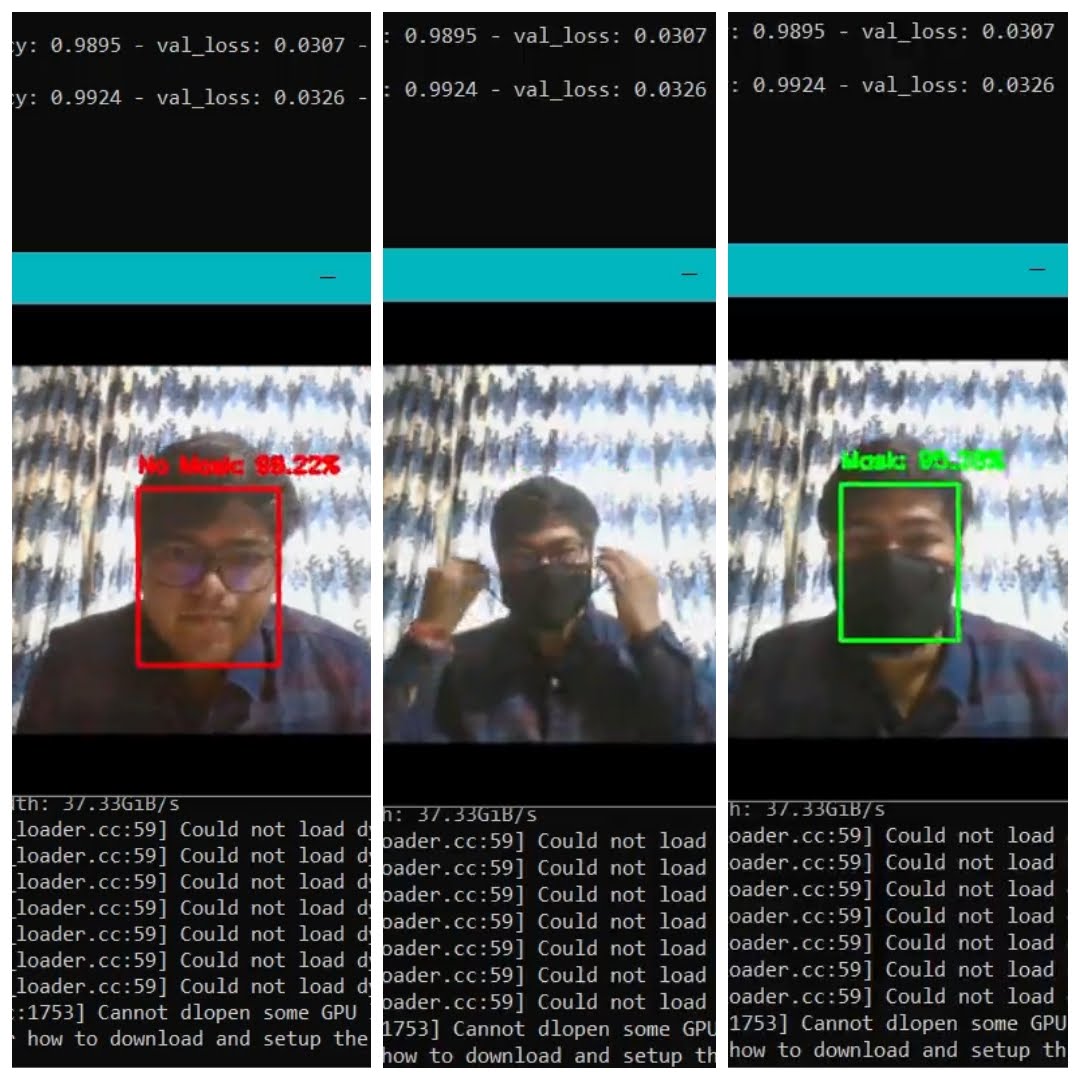 cy: 0.9895 - val_loss: 0.0307 -
cy: 0.9924 - val_loss: 0.0326 -
No Mask: 98.22%
dth: 37.33GiB/s
_loader.cc:59] Could not load dy
_loader.cc:59] Could not load dy
_loader.cc:59] Could not load dy
_loader.cc:59] Could not load dy
_loader.cc:59] Could not load dy
_loader.cc:59] Could not load dy
_loader.cc:59] Could not load dy
c:1753] Cannot dlopen some GPU
how to download and setup the
: 0.9895 - val_loss: 0.0307
: 0.9924 - val_loss: 0.0326
h: 37.33GiB/s
oader.cc:59] Could not load
oader.cc:59] Could not load
oader.cc:59] Could not load
oader.cc:59] Could not load
oader.cc:59] Could not load
oader.cc:59] Could not load
oader.cc:59] Could not load
1753] Cannot dlopen some GPU
how to download and setup th
: 0.9895 - val_loss: 0.0307
: 0.9924 - val_loss: 0.0326
Mask:
h: 37.33GiB/s
oader.cc:59] Could not load
oader.cc:59] Could not load
oader.cc:59] Could not load
oader.cc:59] Could not load
oader.cc:59] Could not load
oader.cc:59] Could not load
oader.cc:59] Could not load
1753] Cannot dlopen some GPU
how to download and setup th